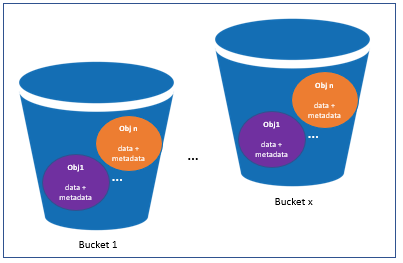 Obj n
data +
metadata
Obj1
data +
metadata
...
Bucket 1
...
Obj n
data +
metadata
Obj1
data +
metadata
...
Bucket x